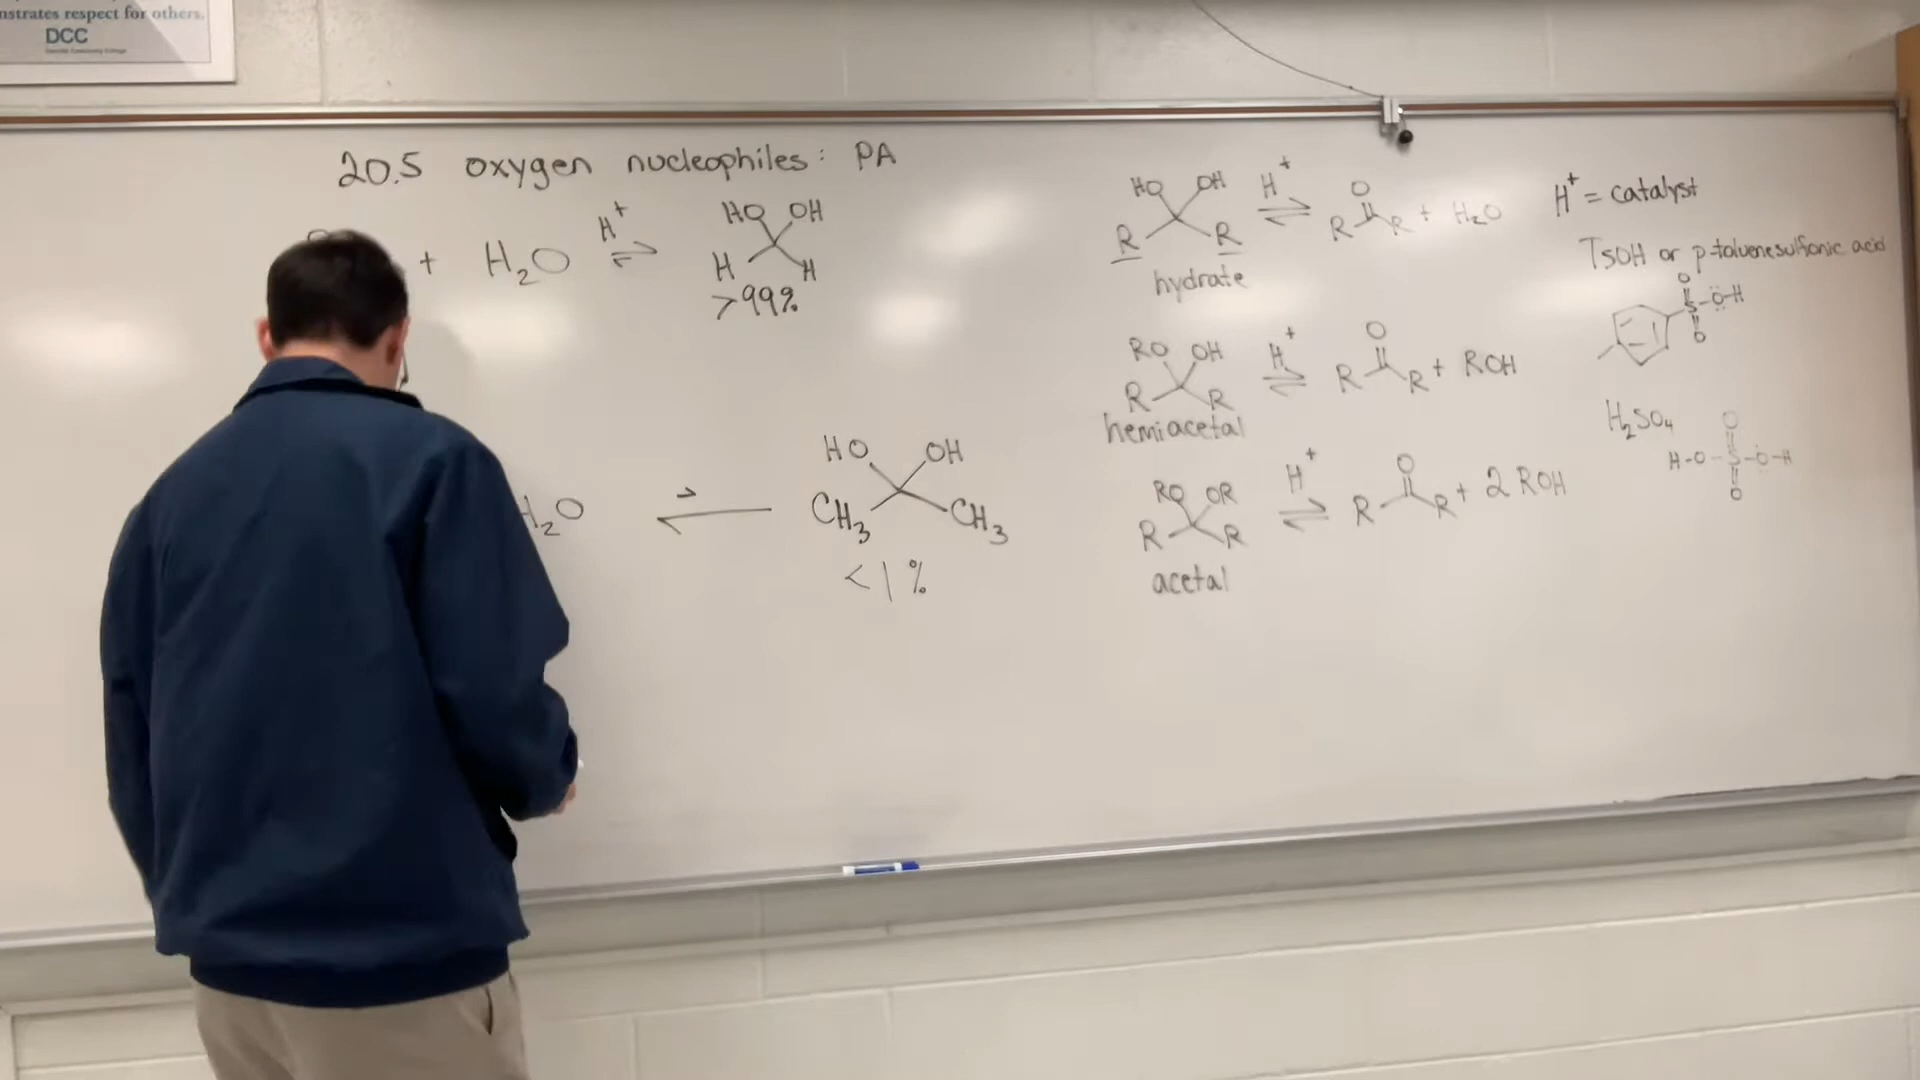 nstrates respect for others.
DCC
20.5 oxygen nucleophiles: PA
+ H₂O H⁺ ⇌ HO OH
H H
>99%
H₂O ⇌ HO OH
CH₃ CH₃
<1%
HO OH H⁺ ⇌ O
R R R R + H₂O
hydrate
RO OH H⁺ ⇌ O
R R R R + ROH
hemiacetal
RO OR H⁺ ⇌ O
R R R R + 2 ROH
acetal
H⁺ = catalyst
TsOH or p-toluenesulfonic acid
O
S-O-H
O
H₂SO₄
O
H-O-S-O-H
O